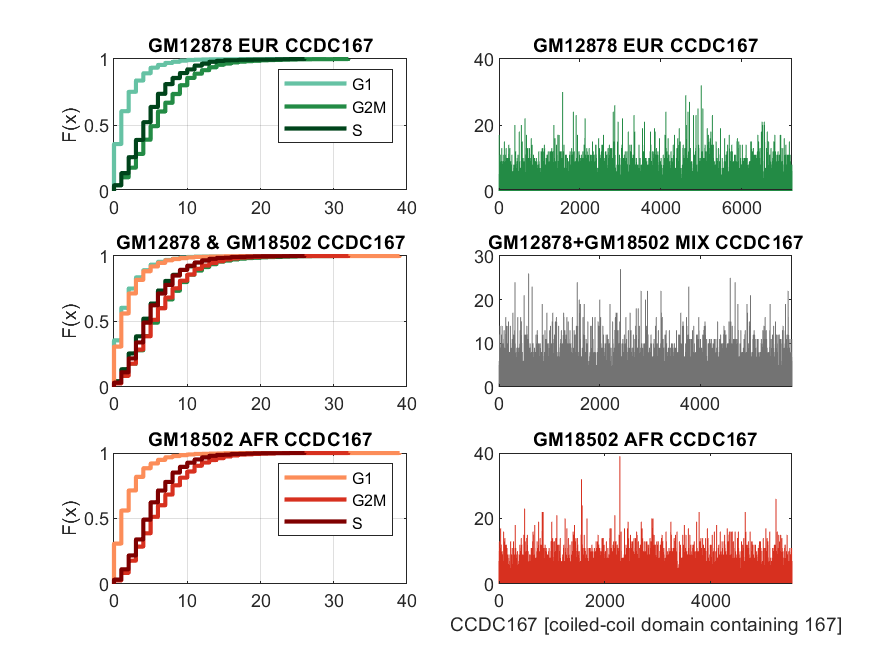 GM12878 EUR CCDC167
1
0.5
0
F(x)
0 10 20 30 40
G1
G2M
S
GM12878 EUR CCDC167
40
20
0
0 2000 4000 6000
GM12878 & GM18502 CCDC167
1
0.5
0
F(x)
0 10 20 30 40
GM12878+GM18502 MIX CCDC167
30
20
10
0
0 2000 4000
GM18502 AFR CCDC167
1
0.5
0
F(x)
0 10 20 30 40
G1
G2M
S
GM18502 AFR CCDC167
40
20
0
0 2000 4000
CCDC167 [coiled-coil domain containing 167]